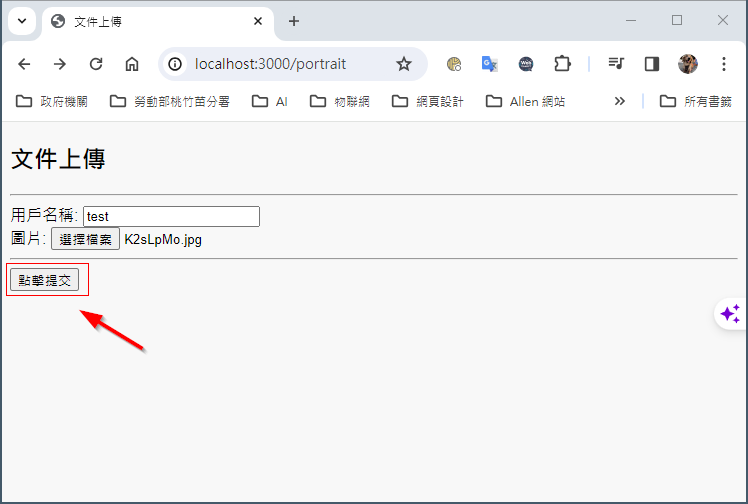 文件上傳
localhost:3000/portrait
政府機關 勞動部桃竹苗分署 AI 物聯網 網頁設計 Allen 網站 » 所有書籤
文件上傳
用戶名稱: test
圖片: 選擇檔案 K2sLpMo.jpg
點擊提交